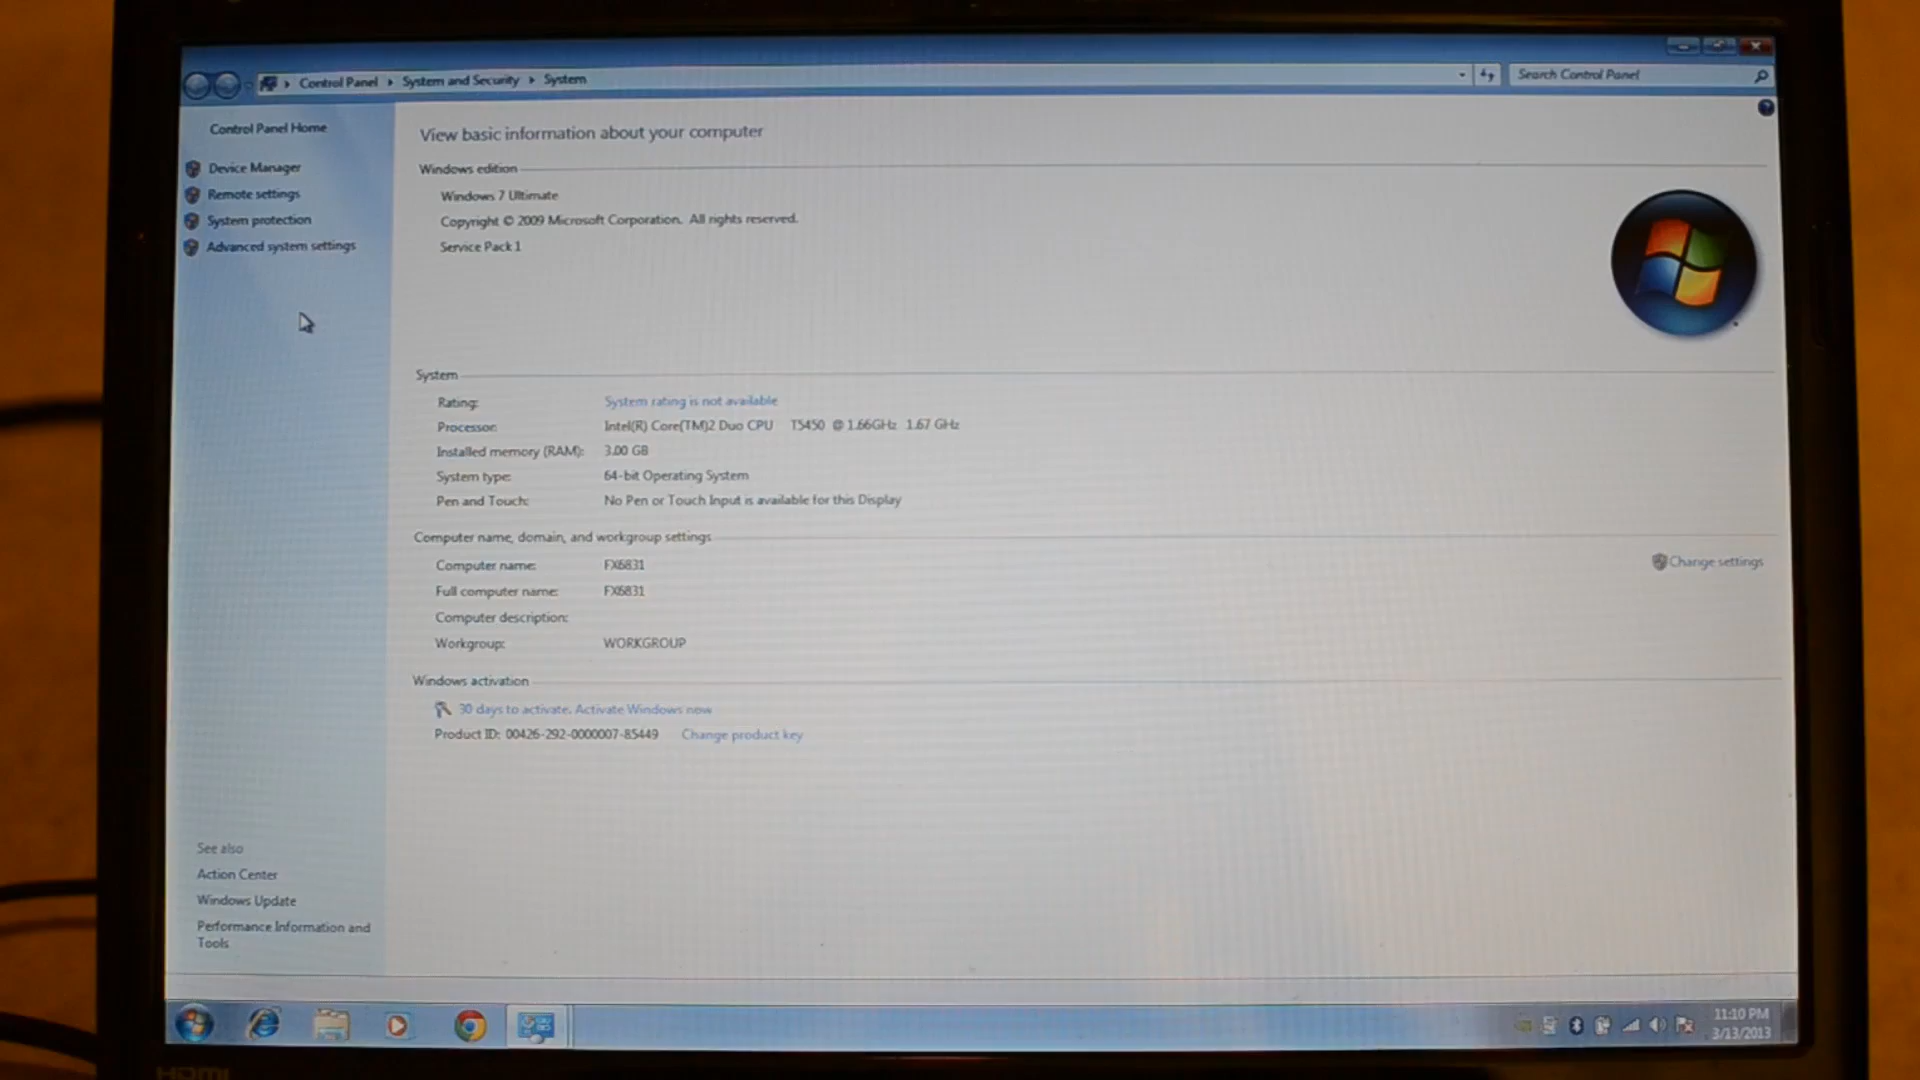 Control Panel ▸ System and Security ▸ System
Search Control Panel
Control Panel Home
Device Manager
Remote settings
System protection
Advanced system settings
View basic information about your computer
Windows edition
Windows 7 Ultimate
Copyright © 2009 Microsoft Corporation. All rights reserved.
Service Pack 1
System
Rating: System rating is not available
Processor: Intel(R) Core(TM)2 Duo CPU T5450 @ 1.66GHz 1.67 GHz
Installed memory (RAM): 3.00 GB
System type: 64-bit Operating System
Pen and Touch: No Pen or Touch Input is available for this Display
Computer name, domain, and workgroup settings
Computer name: FX6831
Change settings
Full computer name: FX6831
Computer description:
Workgroup: WORKGROUP
Windows activation
30 days to activate. Activate Windows now
Product ID: 00426-292-0000007-85449 Change product key
See also
Action Center
Windows Update
Performance Information and
Tools
11:10 PM
3/13/2013
HDMI